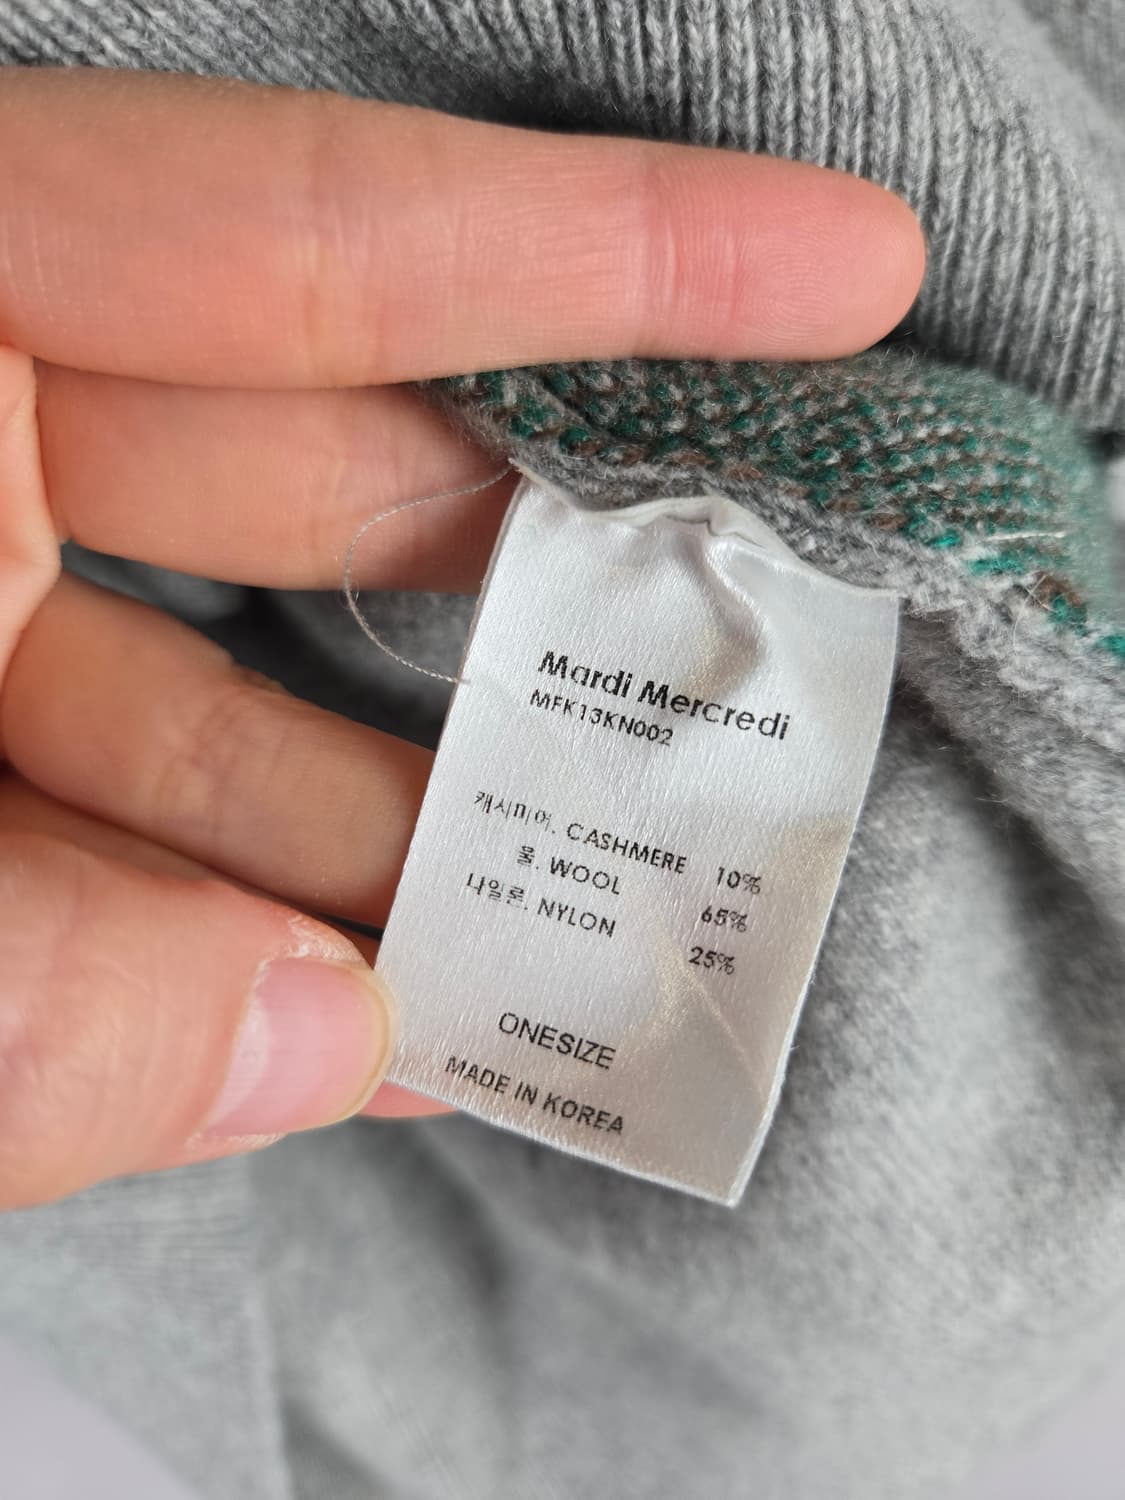 Mardi Mercredi
MFK13KN002
캐시미어. CASHMERE 10%
울. WOOL 65%
나일론. NYLON 25%
ONESIZE
MADE IN KOREA